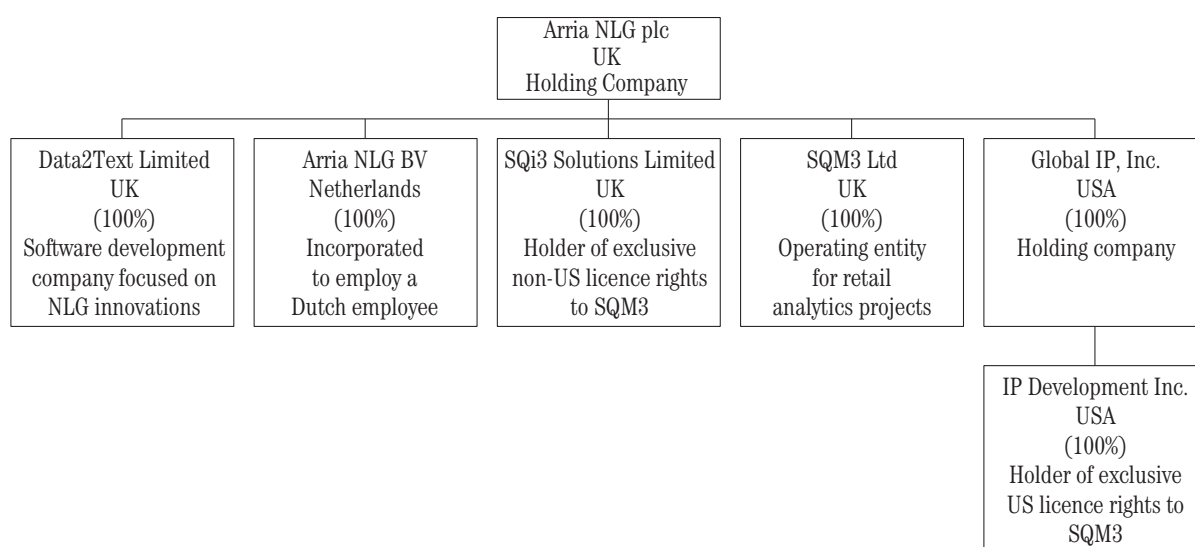 Arria NLG plc
UK
Holding Company
Data2Text Limited
UK
(100%)
Software development
company focused on
NLG innovations
Arria NLG BV
Netherlands
(100%)
Incorporated
to employ a
Dutch employee
SQi3 Solutions Limited
UK
(100%)
Holder of exclusive
non-US licence rights
to SQM3
SQM3 Ltd
UK
(100%)
Operating entity
for retail
analytics projects
Global IP, Inc.
USA
(100%)
Holding company
IP Development Inc.
USA
(100%)
Holder of exclusive
US licence rights to
SQM3